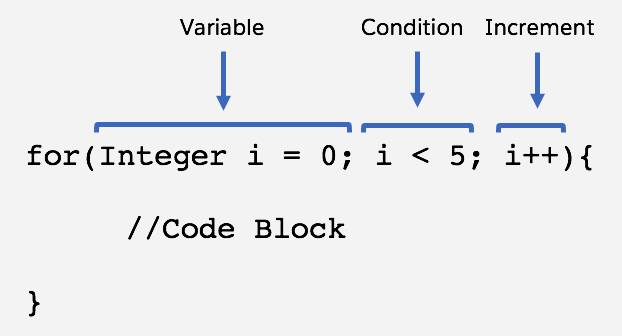 Variable Condition Increment
for(Integer i = 0; i < 5; i++){
//Code Block
}